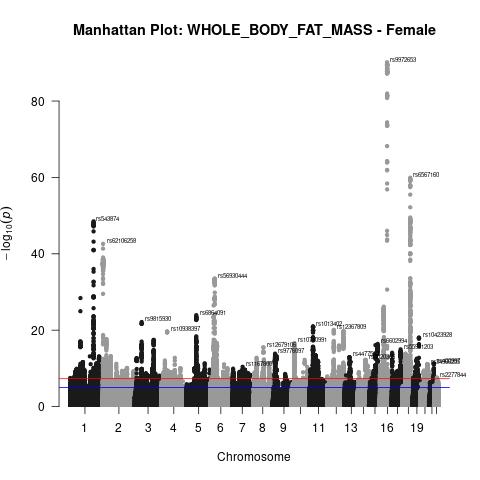 Manhattan Plot: WHOLE_BODY_FAT_MASS - Female
rs9972653
80
rs6567160
60
rs543874
rs62106258
40
rs56930444
rs6864091
20
rs9815930
rs10938397
rs12367809
rs10423928
rs2277844
0
1 2 3 4 5 6 7 8 9 11 13 16 19
−log10(p)
Chromosome